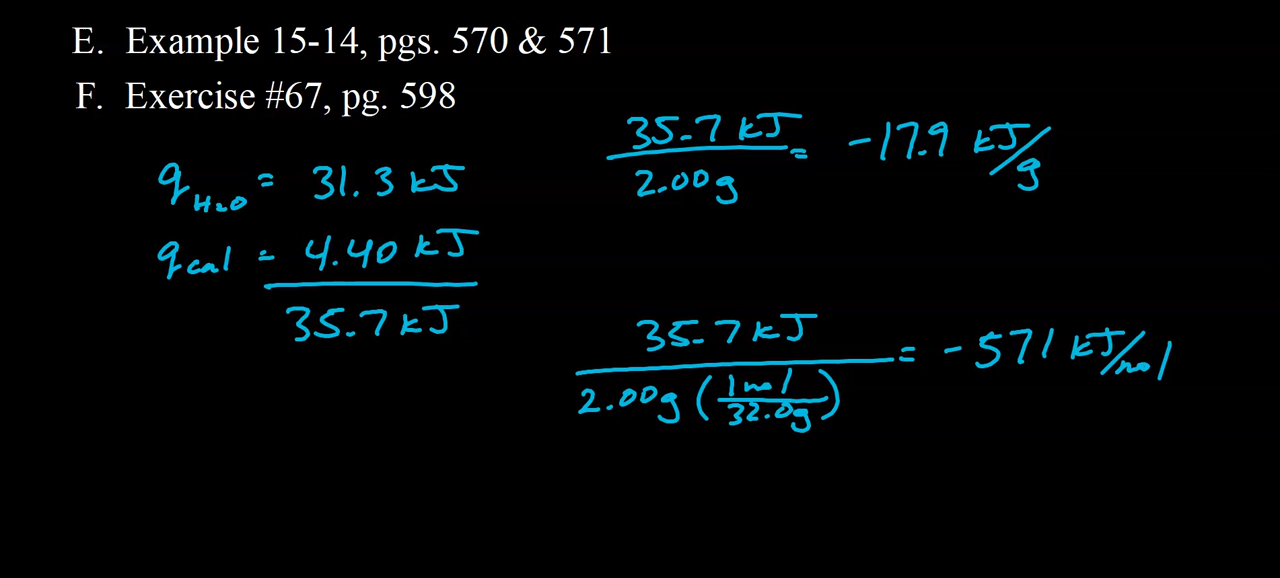 E. Example 15-14, pgs. 570 & 571
F. Exercise #67, pg. 598
q H₂O = 31.3 kJ
q cal = 4.40 kJ
35.7 kJ
35.7 kJ / 2.00g = -17.9 kJ/g
35.7 kJ / 2.00g (1 mol / 32.0g) = -571 kJ/mol